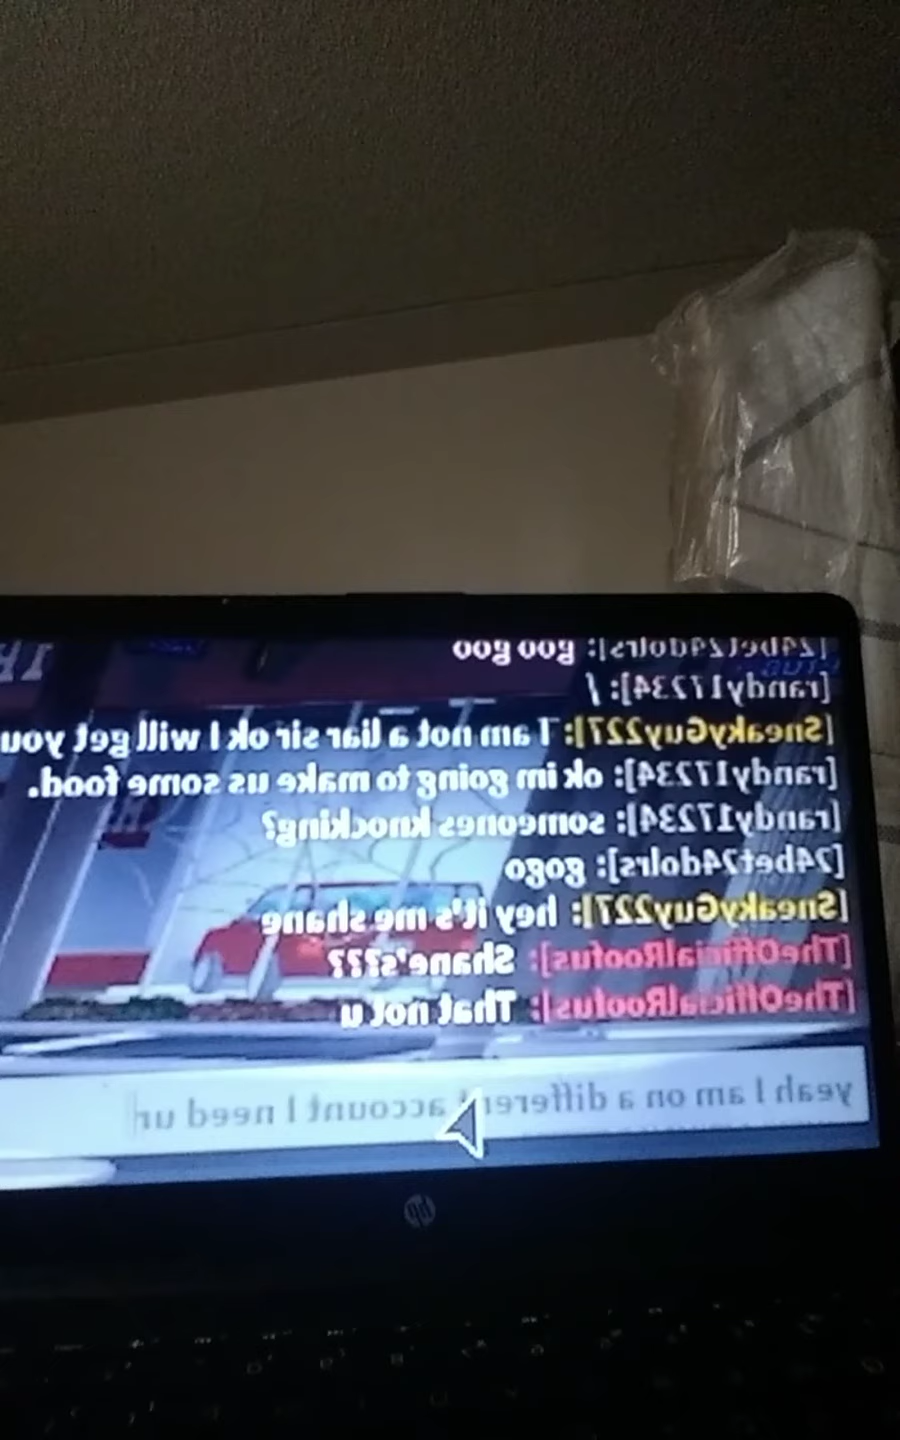 [24bet24dolrs]: goo goo
[randy17234]: /
[SneakyGuy227]: I am not a liar sir ok I will get you
[randy17234]: ok im going to make us some food.
[randy17234]: someones knocking?
[24bet24dolrs]: gogo
[SneakyGuy227]: hey it's me shane
[TheOfficialRoofus]: Shane's???
[TheOfficialRoofus]: That not u
yeah I am on a different account I need ur
hp